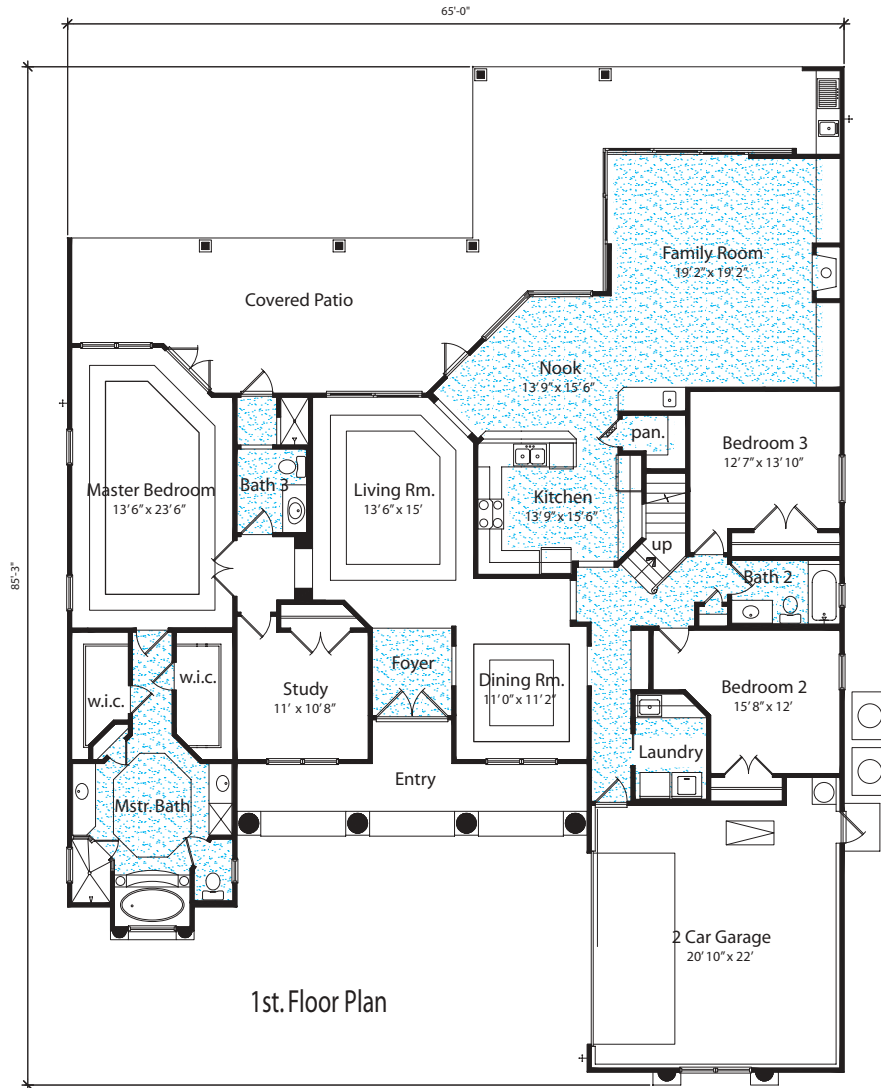 65'-0"
85'-3"
Family Room
19' 2" x 19' 2"
Covered Patio
Nook
13' 9" x 15' 6"
pan.
Bedroom 3
12' 7" x 13' 10"
Master Bedroom
13' 6" x 23' 6"
Bath 3
Living Rm.
13' 6" x 15'
Kitchen
13' 9" x 15' 6"
up
Bath 2
w.i.c.
w.i.c.
Foyer
Study
11' x 10' 8"
Dining Rm.
11' 0" x 11' 2"
Bedroom 2
15' 8" x 12'
Laundry
Entry
Mstr. Bath
2 Car Garage
20' 10" x 22'
1st. Floor Plan